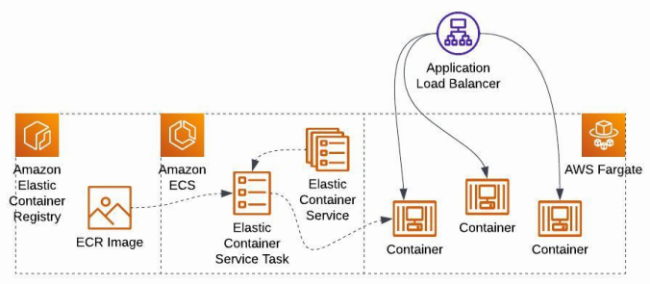 Application
Load Balancer
Amazon
Elastic
Container
Registry
Amazon
ECS
AWS Fargate
Elastic
Container
Service
ECR Image
Elastic
Container
Service Task
Container
Container
Container